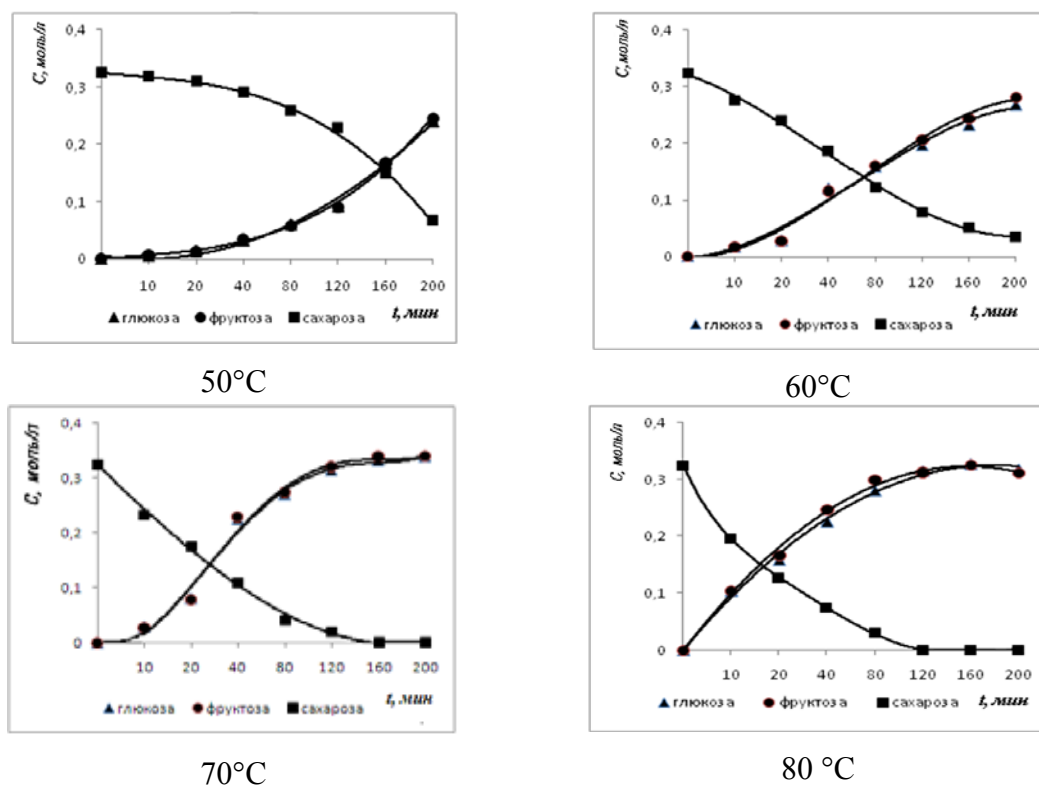 C, моль/л
0,4
0,3
0,2
0,1
0
10 20 40 80 120 160 200
глюкоза фруктоза сахароза t, мин
50°C
C, моль/л
0,4
0,3
0,2
0,1
0
10 20 40 80 120 160 200
глюкоза фруктоза сахароза t, мин
60°C
C, моль/л
0,4
0,3
0,2
0,1
0
10 20 40 80 120 160 200
глюкоза фруктоза сахароза t, мин
70°C
C, моль/л
0,4
0,3
0,2
0,1
0
10 20 40 80 120 160 200
глюкоза фруктоза сахароза t, мин
80 °C